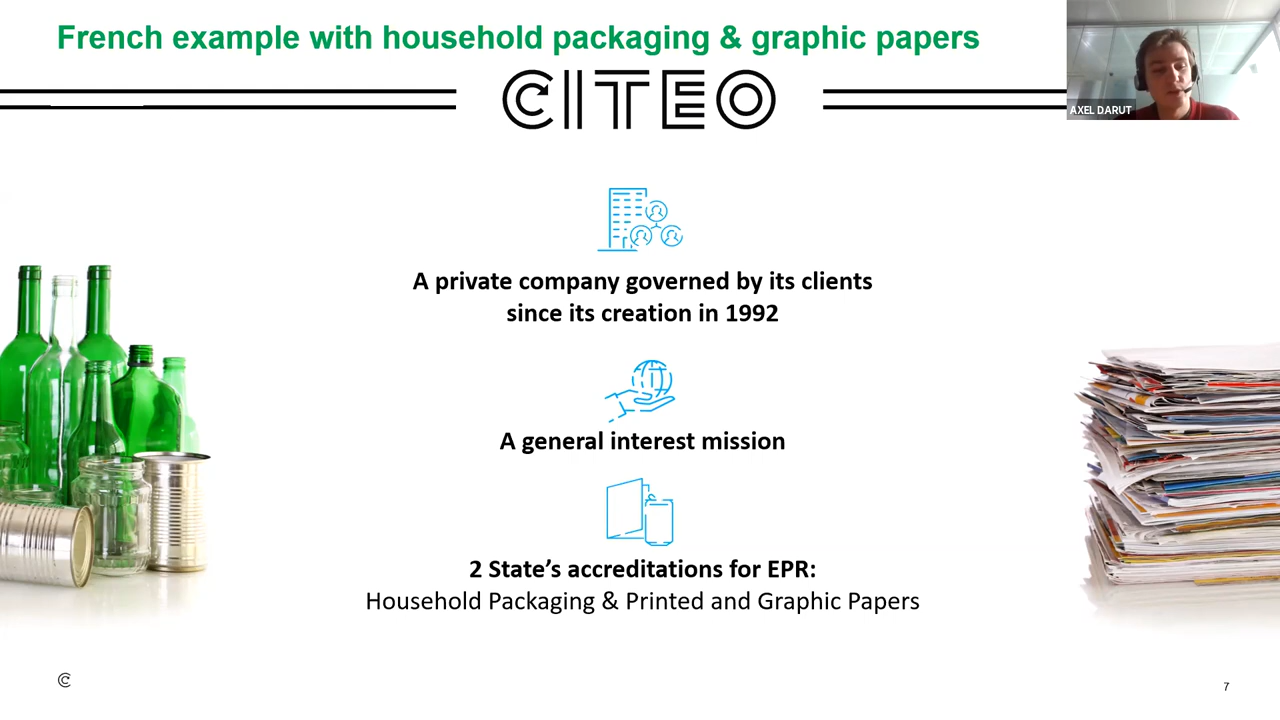 French example with household packaging & graphic papers
CITEO
AXEL DARUT
A private company governed by its clients
since its creation in 1992
A general interest mission
2 State’s accreditations for EPR:
Household Packaging & Printed and Graphic Papers
7